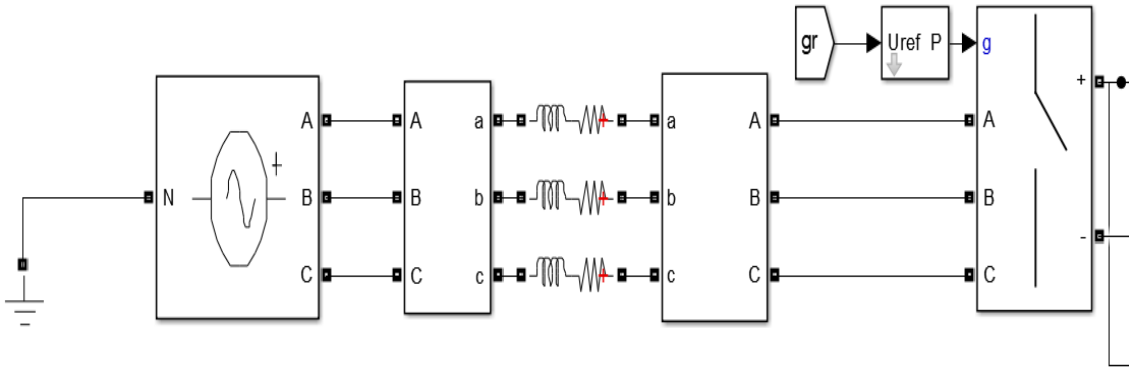 gr
Uref P
g
+
A A a a A A
N B B b b B B
-
C C c c C C